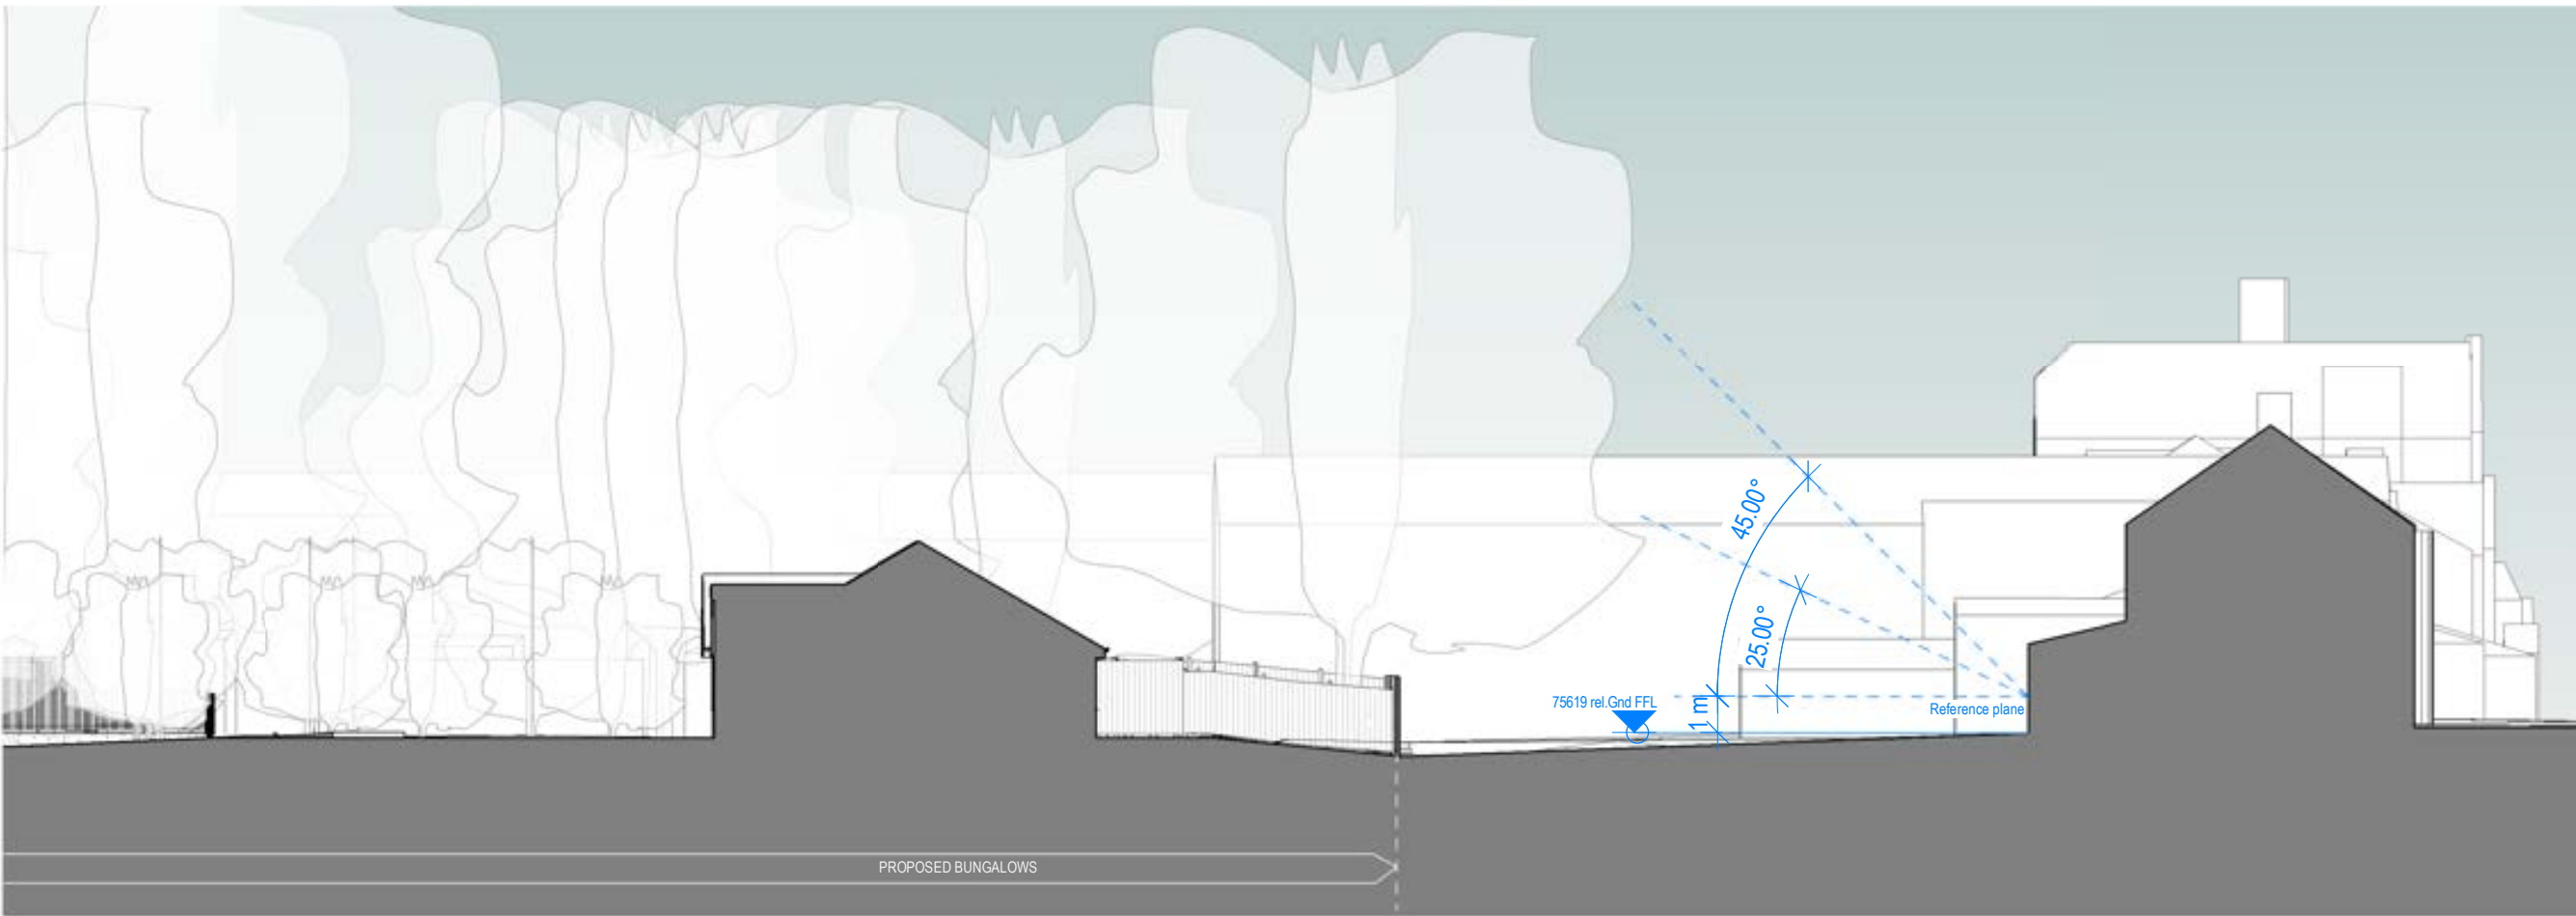 45.00°
25.00°
75619 rel.Gnd FFL
1 m
Reference plane
PROPOSED BUNGALOWS